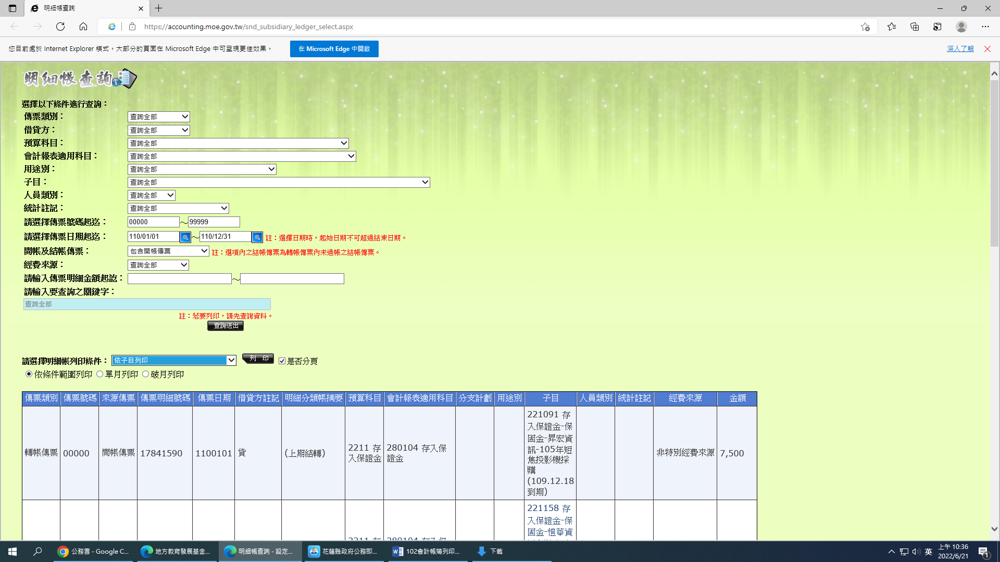 明細帳查詢
https://accounting.moe.gov.tw/snd_subsidiary_ledger_select.aspx
您目前處於 Internet Explorer 模式。大部分的頁面在 Microsoft Edge 中可呈現更佳效果。
在 Microsoft Edge 中開啟
深入了解
明細帳查詢
選擇以下條件進行查詢：
傳票類別： 查詢全部
借貸方： 查詢全部
預算科目： 查詢全部
會計報表適用科目： 查詢全部
用途別： 查詢全部
子目： 查詢全部
人員類別： 查詢全部
統計註記： 查詢全部
請選擇傳票號碼起迄： 00000 ～ 99999
請選擇傳票日期起迄： 110/01/01 ～ 110/12/31 註：選擇日期時，起始日期不可超過結束日期。
開帳及結帳傳票： 包含開帳傳票 註：選項內之結帳傳票為轉帳傳票內未過帳之結帳傳票。
經費來源： 查詢全部
請輸入傳票明細金額起訖： ～
請輸入要查詢之關鍵字：
查詢全部
註：若要列印，請先查詢資料。
查詢送出
請選擇明細帳列印條件： 依子目列印 列 印 是否分頁
依條件範圍列印 單月列印 破月列印
傳票類別 傳票號碼 來源傳票 傳票明細號碼 傳票日期 借貸方註記 明細分類帳摘要 預算科目 會計報表適用科目 分支計劃 用途別 子目 人員類別 統計註記 經費來源 金額
轉帳傳票 00000 開帳傳票 17841590 1100101 貸 (上期結轉)
2211 存
入保證金
280104 存入保
證金
221091 存
入保證金-保
固金-昇宏資
訊-105年短
焦投影機採
購
(109.12.18
到期)
非特別經費來源 7,500
2211 存
280104 存入保
221158 存
入保證金-保
固金-愷華資
公務雲 - Google C...
地方教育發展基金...
明細帳查詢 - 設定...
花蓮縣政府公務即...
102會計帳簿列印...
下載
英
上午 10:36
2022/6/21
1